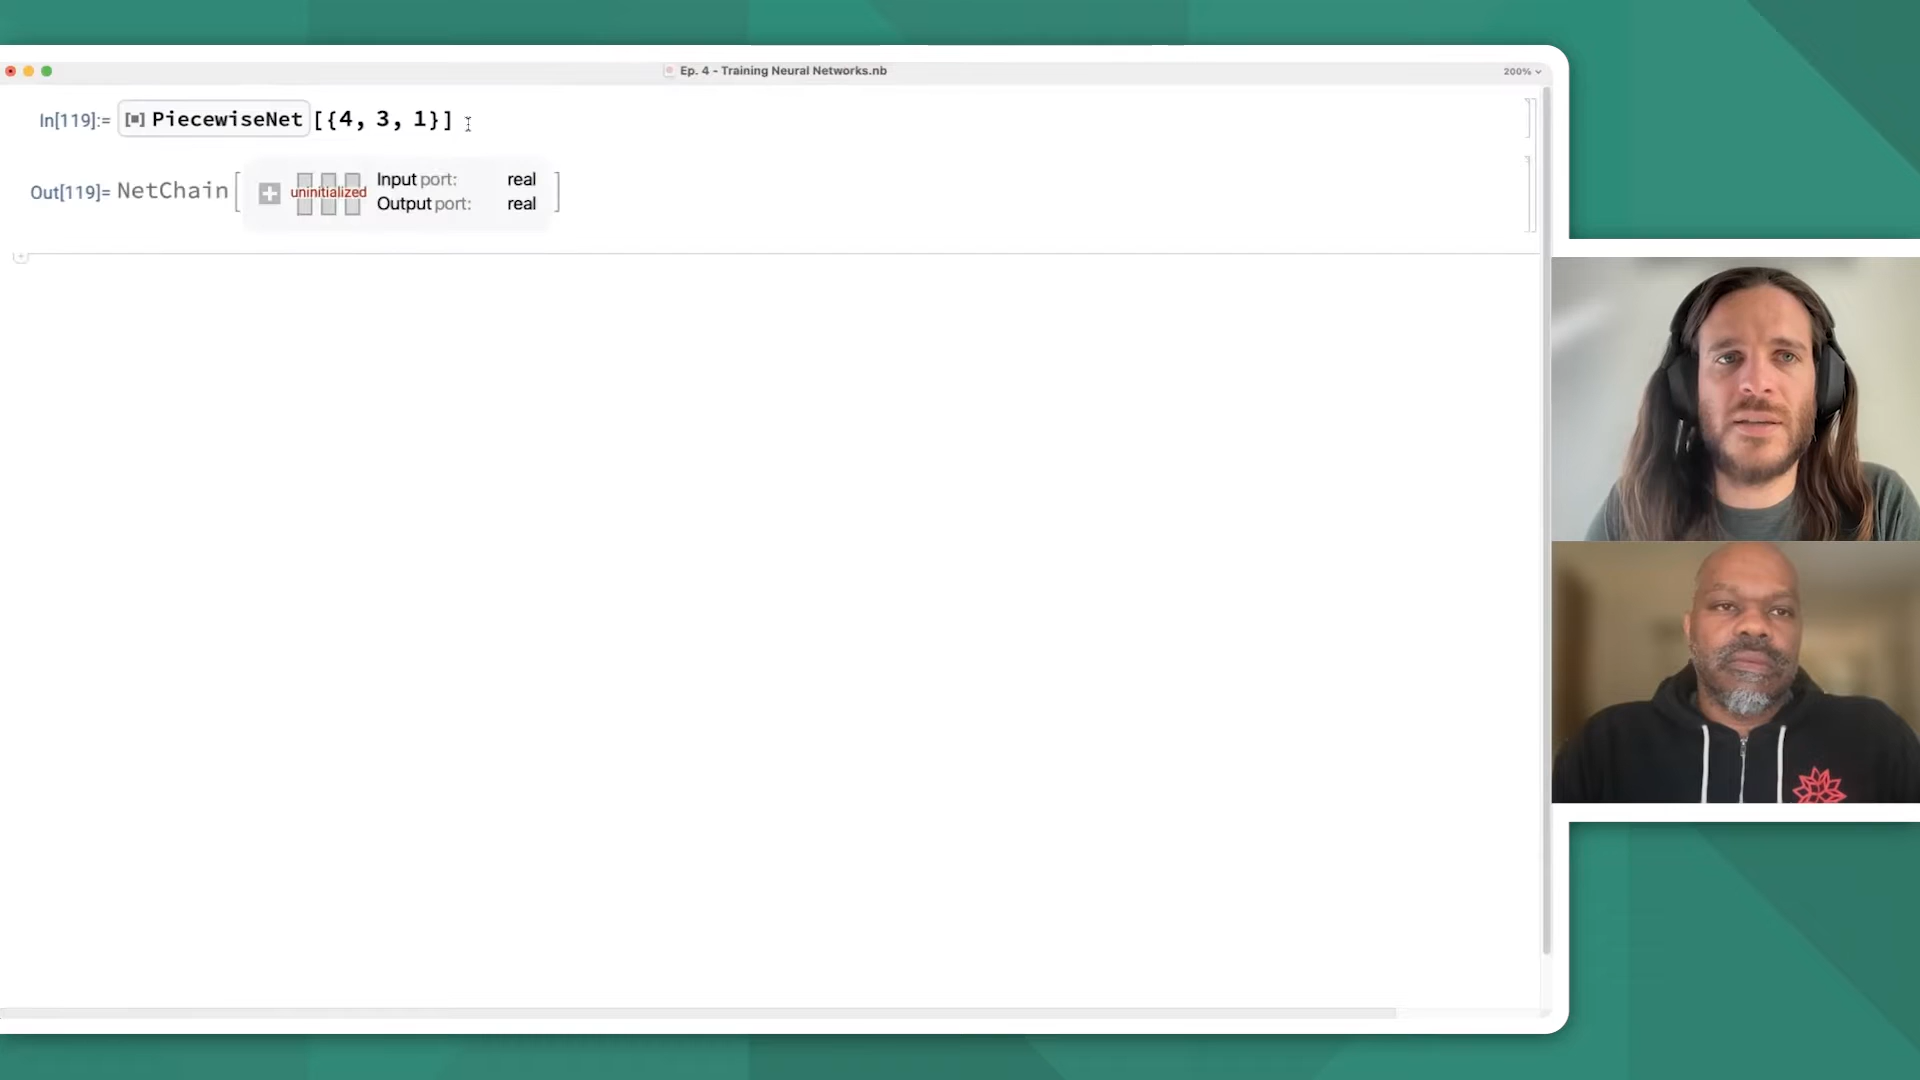 Ep. 4 - Training Neural Networks.nb
200%
In[119]:= PiecewiseNet [{4, 3, 1}]
Out[119]= NetChain[ uninitialized Input port: real
Output port: real ]